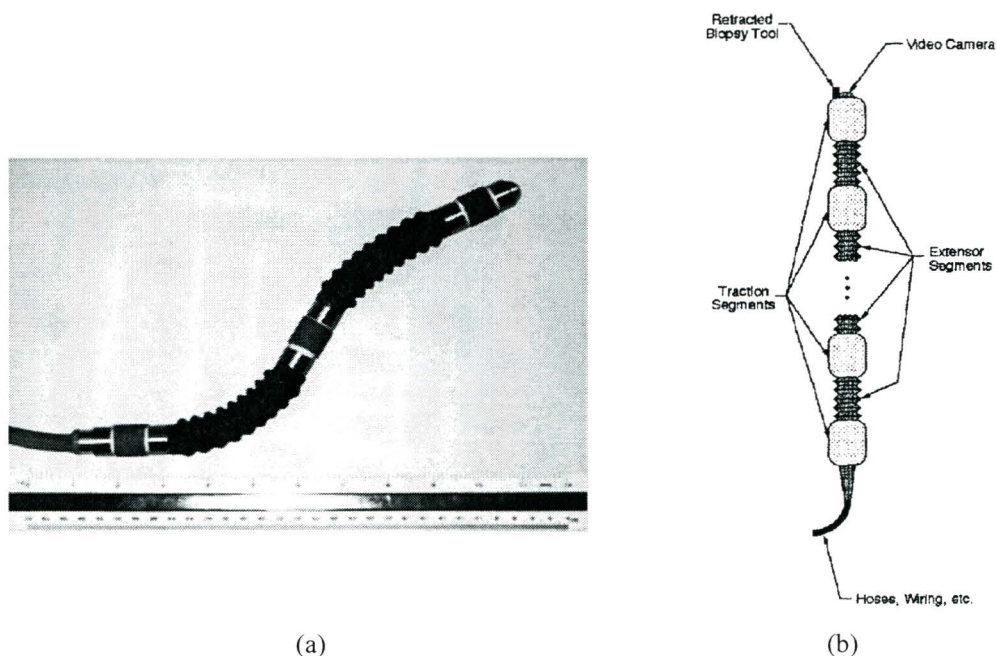 Retracted
Biopsy Tool
Video Camera
Extensor
Segments
Traction
Segments
Hoses, Wiring, etc.
(a)
(b)